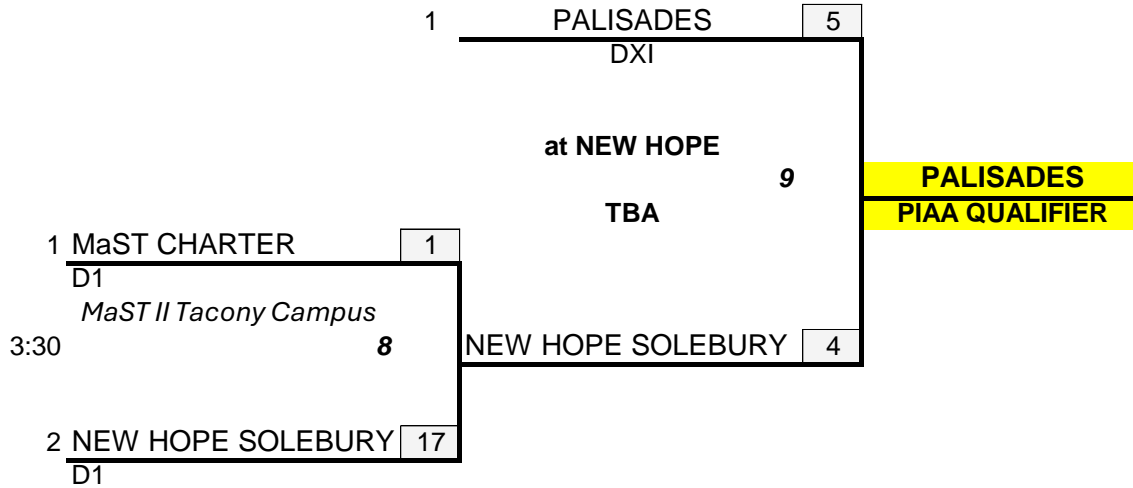 1 PALISADES 5
DXI
at NEW HOPE
9 PALISADES
TBA PIAA QUALIFIER
1 MaST CHARTER 1
D1
MaST II Tacony Campus
3:30 8 NEW HOPE SOLEBURY 4
2 NEW HOPE SOLEBURY 17
D1